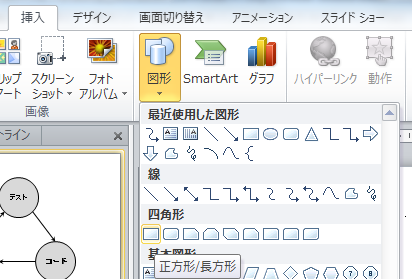 挿入 デザイン 画面切り替え アニメーション スライド ショー
リップ スクリーン フォト 図形 SmartArt グラフ ハイパーリンク 動作
アート ショット アルバム
画像
最近使用した図形
トライン
線
テスト
四角形
コード
正方形/長方形